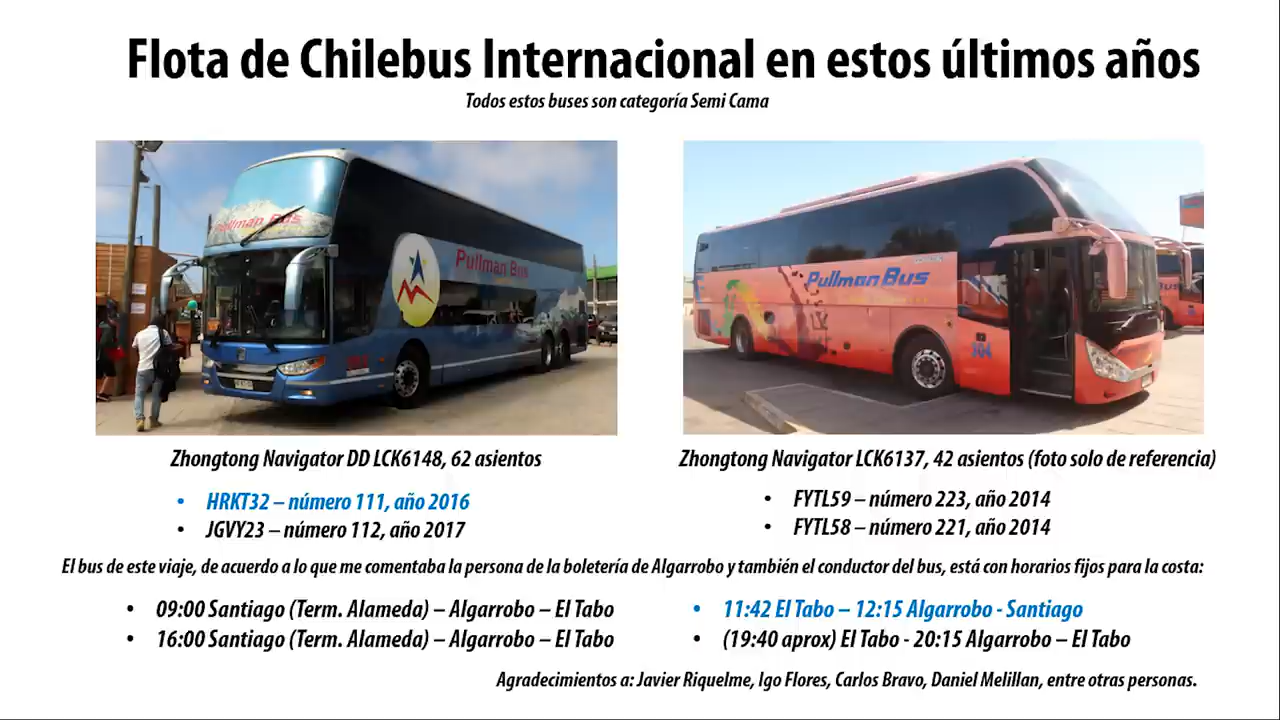 Flota de Chilebus Internacional en estos últimos años
Todos estos buses son categoría Semi Cama
Pullman Bus
Pullman Bus
Pullman Bus
304
Zhongtong Navigator DD LCK6148, 62 asientos
• HRKT32 – número 111, año 2016
• JGVY23 – número 112, año 2017
Zhongtong Navigator LCK6137, 42 asientos (foto solo de referencia)
• FYTL59 – número 223, año 2014
• FYTL58 – número 221, año 2014
El bus de este viaje, de acuerdo a lo que me comentaba la persona de la boletería de Algarrobo y también el conductor del bus, está con horarios fijos para la costa:
• 09:00 Santiago (Term. Alameda) – Algarrobo – El Tabo
• 16:00 Santiago (Term. Alameda) – Algarrobo – El Tabo
• 11:42 El Tabo – 12:15 Algarrobo - Santiago
• (19:40 aprox) El Tabo - 20:15 Algarrobo – El Tabo
Agradecimientos a: Javier Riquelme, Igo Flores, Carlos Bravo, Daniel Melillan, entre otras personas.